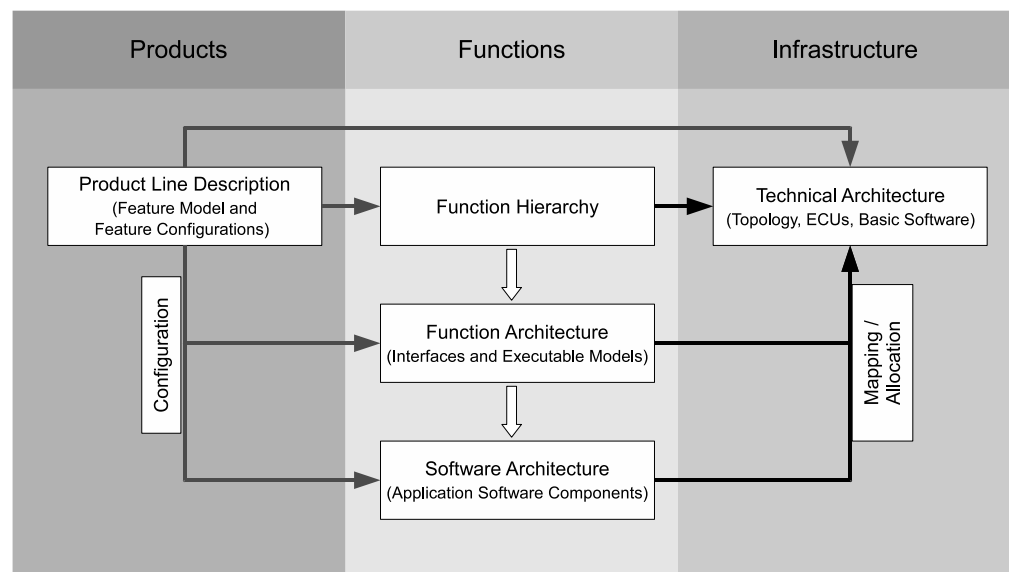 Products
Functions
Infrastructure
Product Line Description
(Feature Model and
Feature Configurations)
Function Hierarchy
Technical Architecture
(Topology, ECUs, Basic Software)
Configuration
Function Architecture
(Interfaces and Executable Models)
Mapping /
Allocation
Software Architecture
(Application Software Components)